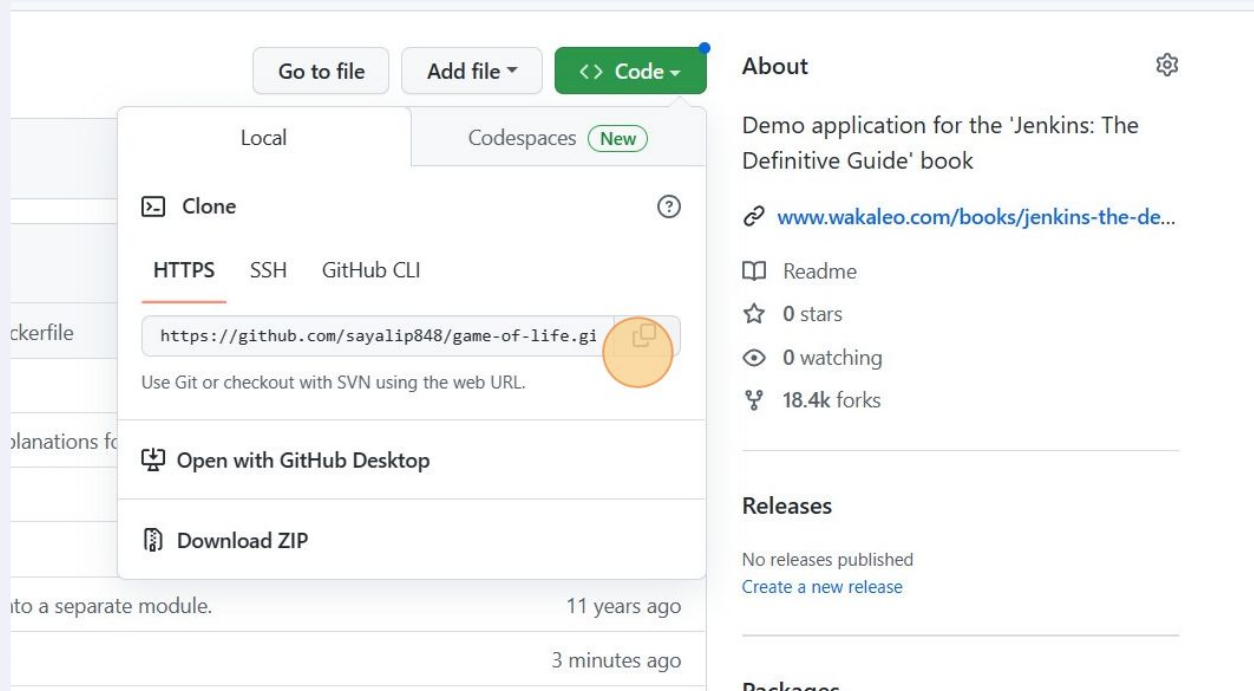 Go to file
Add file
Code
Local
Codespaces New
Clone
HTTPS SSH GitHub CLI
https://github.com/sayalip848/game-of-life.gi
Use Git or checkout with SVN using the web URL.
Open with GitHub Desktop
Download ZIP
ckerfile
planations fo
nto a separate module.
11 years ago
3 minutes ago
About
Demo application for the 'Jenkins: The
Definitive Guide' book
www.wakaleo.com/books/jenkins-the-de...
Readme
0 stars
0 watching
18.4k forks
Releases
No releases published
Create a new release
Packages